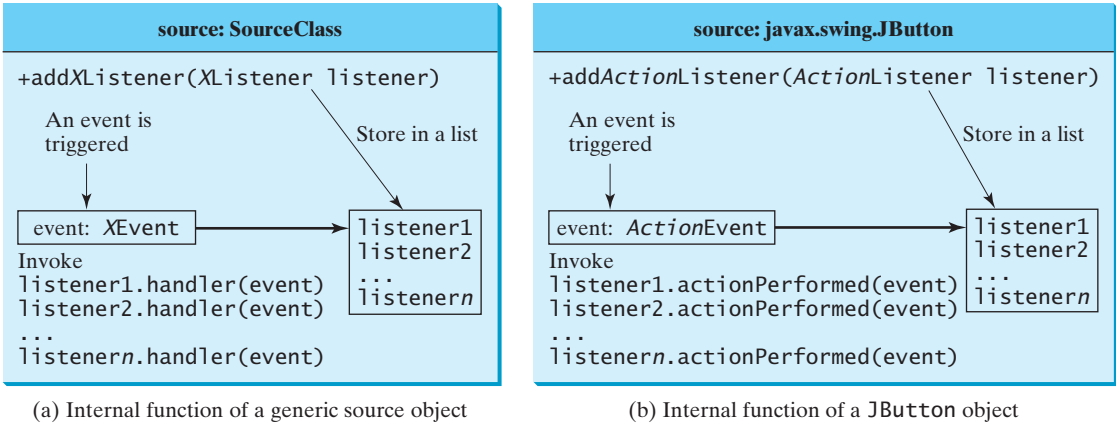 source: SourceClass
+addXListener(XListener listener)
An event is
triggered
Store in a list
event: XEvent
listener1
listener2
...
listenern
Invoke
listener1.handler(event)
listener2.handler(event)
...
listenern.handler(event)
(a) Internal function of a generic source object
source: javax.swing.JButton
+addActionListener(ActionListener listener)
An event is
triggered
Store in a list
event: ActionEvent
listener1
listener2
...
listenern
Invoke
listener1.actionPerformed(event)
listener2.actionPerformed(event)
...
listenern.actionPerformed(event)
(b) Internal function of a JButton object